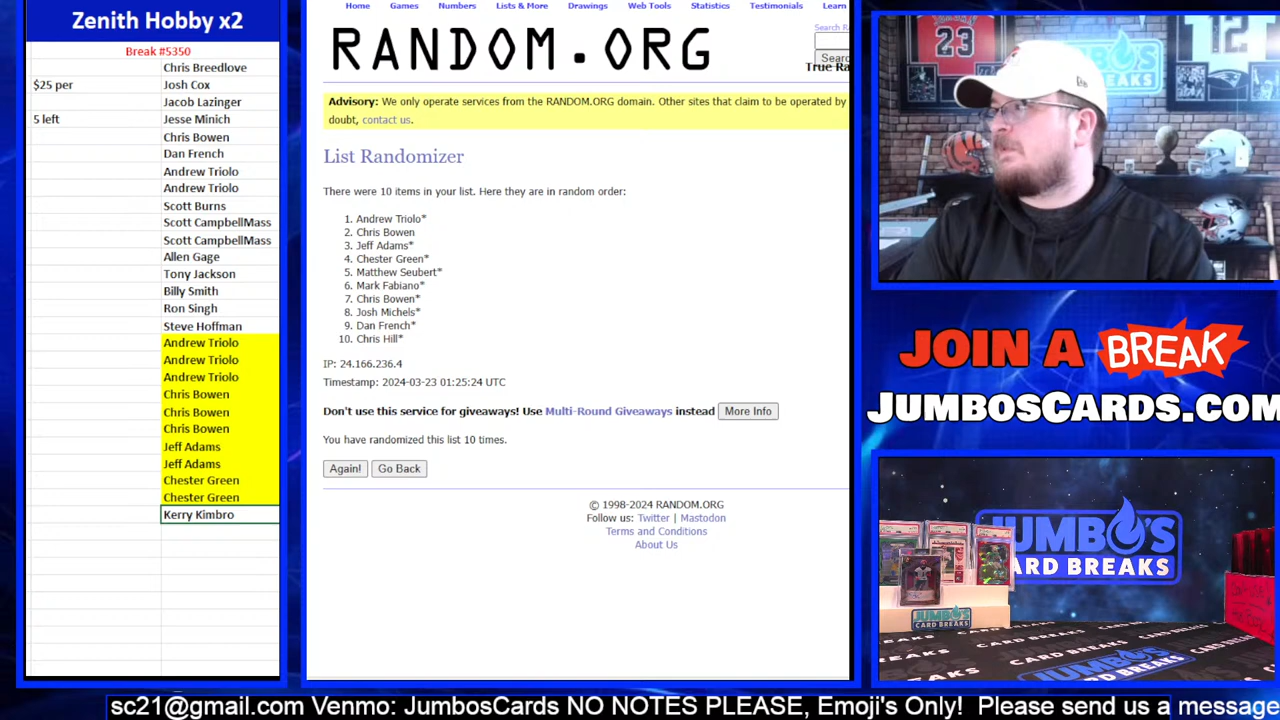 Zenith Hobby x2
Break #5350
Chris Breedlove
$25 per
Josh Cox
Jacob Lazinger
5 left
Jesse Minich
Chris Bowen
Dan French
Andrew Triolo
Andrew Triolo
Scott Burns
Scott CampbellMass
Scott CampbellMass
Allen Gage
Tony Jackson
Billy Smith
Ron Singh
Steve Hoffman
Andrew Triolo
Andrew Triolo
Andrew Triolo
Chris Bowen
Chris Bowen
Chris Bowen
Jeff Adams
Jeff Adams
Chester Green
Chester Green
Kerry Kimbro
Home Games Numbers Lists & More Drawings Web Tools Statistics Testimonials Learn
RANDOM.ORG
Search
True Ra
Advisory: We only operate services from the RANDOM.ORG domain. Other sites that claim to be operated by
doubt, contact us.
List Randomizer
There were 10 items in your list. Here they are in random order:
1. Andrew Triolo*
2. Chris Bowen
3. Jeff Adams*
4. Chester Green*
5. Matthew Seubert*
6. Mark Fabiano*
7. Chris Bowen*
8. Josh Michels*
9. Dan French*
10. Chris Hill*
IP: 24.166.236.4
Timestamp: 2024-03-23 01:25:24 UTC
Don't use this service for giveaways! Use Multi-Round Giveaways instead More Info
You have randomized this list 10 times.
Again! Go Back
© 1998-2024 RANDOM.ORG
Follow us: Twitter | Mastodon
Terms and Conditions
About Us
JORDAN
23
12
BREAKS
JOIN A BREAK
JUMBOSCARDS.COM
JUMBO'S
CARD BREAKS
JUMBO'S
CARD BREAKS
sc21@gmail.com Venmo: JumbosCards NO NOTES PLEASE, Emoji's Only! Please send us a message